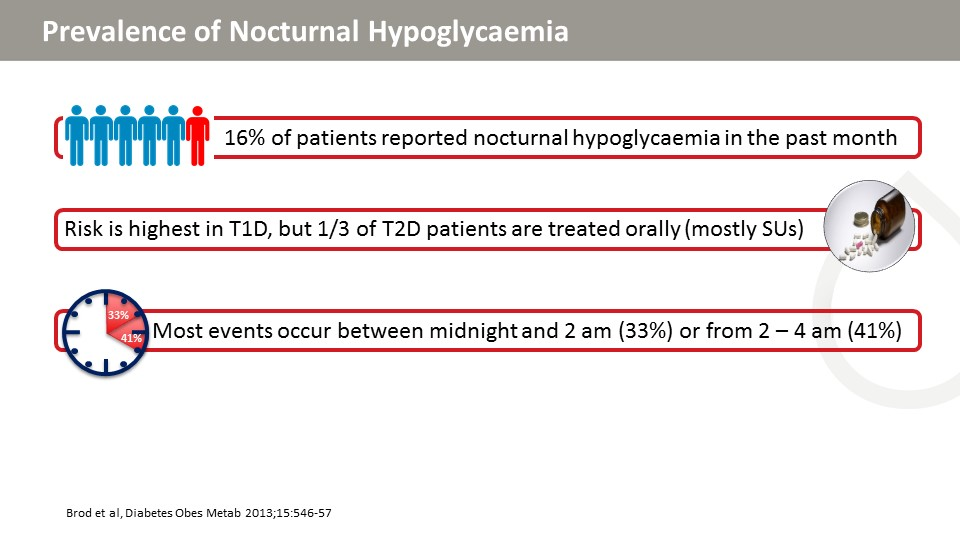 Prevalence of Nocturnal Hypoglycaemia
16% of patients reported nocturnal hypoglycaemia in the past month
Risk is highest in T1D, but 1/3 of T2D patients are treated orally (mostly SUs)
33%
41%
Most events occur between midnight and 2 am (33%) or from 2 – 4 am (41%)
Brod et al, Diabetes Obes Metab 2013;15:546-57